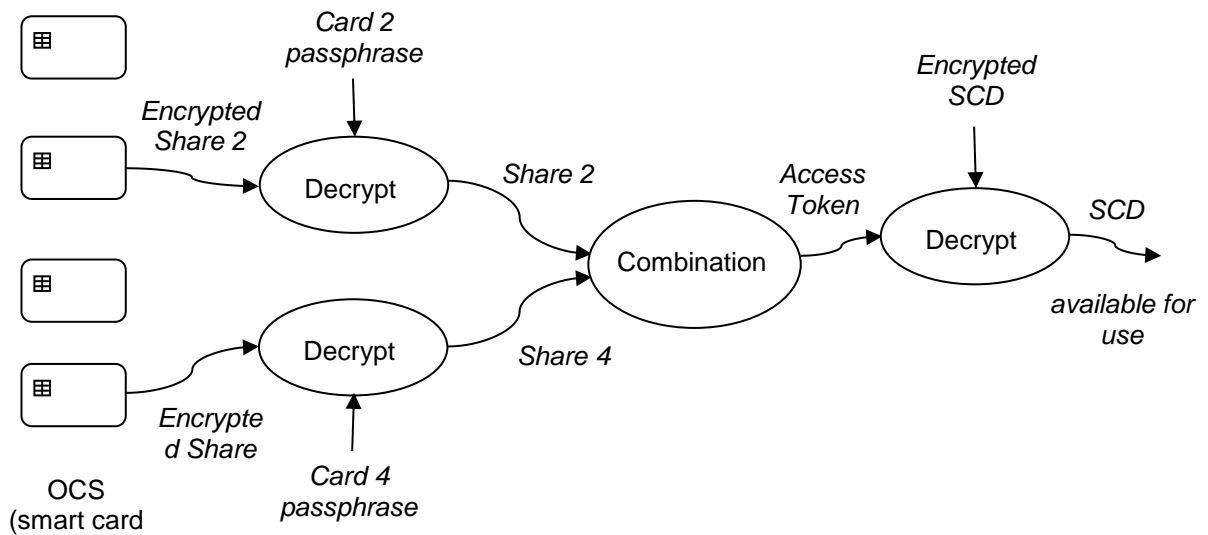 Card 2
passphrase
Encrypted
SCD
Encrypted
Share 2
Decrypt
Share 2
Access
Token
SCD
Decrypt
Combination
available for
use
Decrypt
Share 4
Encrypte
d Share
Card 4
passphrase
OCS
(smart card